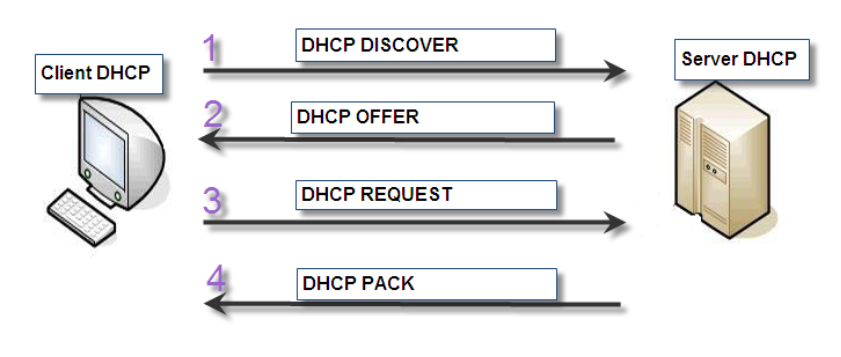 1 DHCP DISCOVER
Client DHCP
Server DHCP
2 DHCP OFFER
3 DHCP REQUEST
4 DHCP PACK